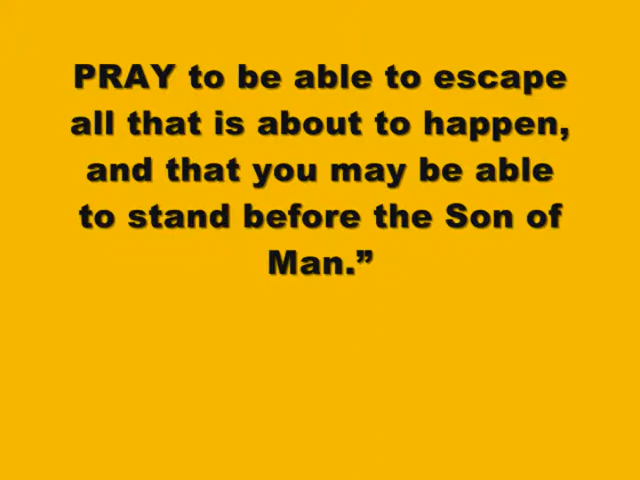 PRAY to be able to escape
all that is about to happen,
and that you may be able
to stand before the Son of
Man.”